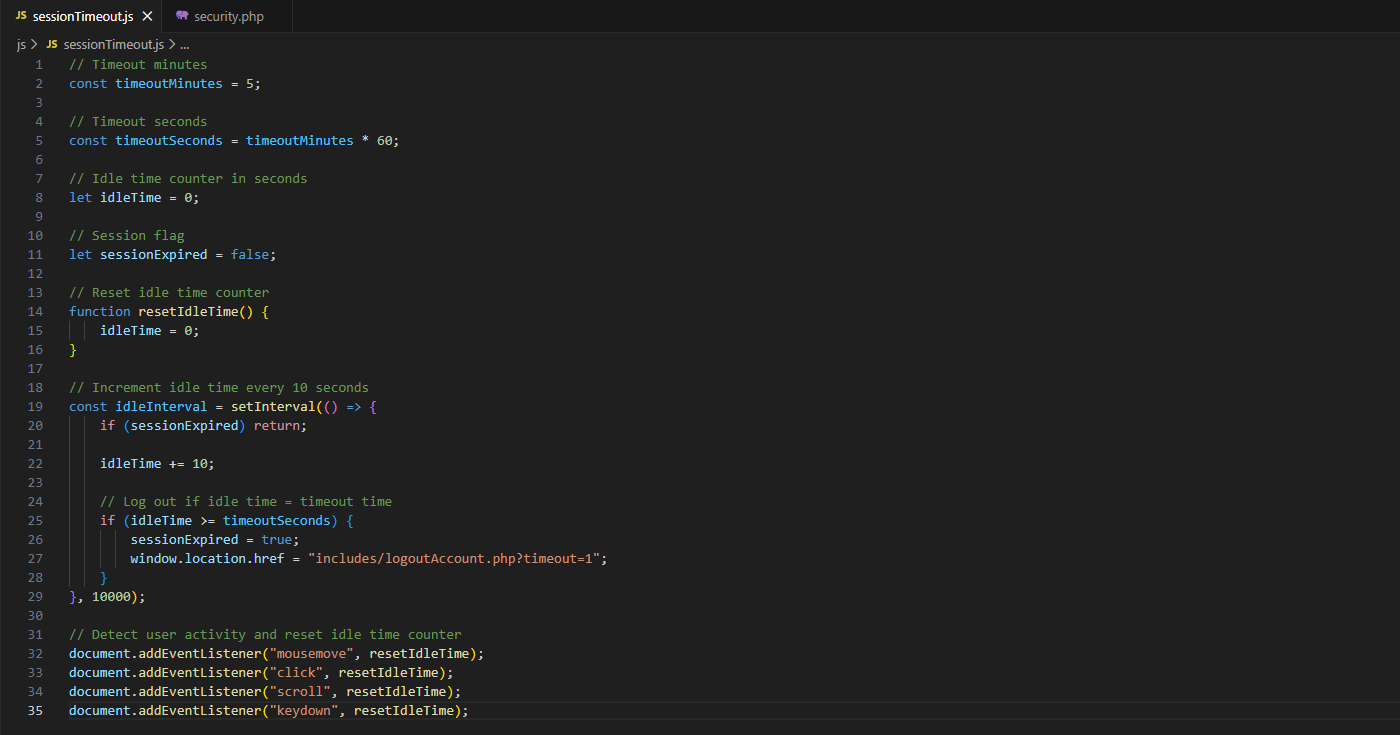 JS sessionTimeout.js × security.php
js > JS sessionTimeout.js > ...
1 // Timeout minutes
2 const timeoutMinutes = 5;
3
4 // Timeout seconds
5 const timeoutSeconds = timeoutMinutes * 60;
6
7 // Idle time counter in seconds
8 let idleTime = 0;
9
10 // Session flag
11 let sessionExpired = false;
12
13 // Reset idle time counter
14 function resetIdleTime() {
15     idleTime = 0;
16 }
17
18 // Increment idle time every 10 seconds
19 const idleInterval = setInterval(() => {
20     if (sessionExpired) return;
21
22     idleTime += 10;
23
24     // Log out if idle time = timeout time
25     if (idleTime >= timeoutSeconds) {
26         sessionExpired = true;
27         window.location.href = "includes/logoutAccount.php?timeout=1";
28     }
29 }, 10000);
30
31 // Detect user activity and reset idle time counter
32 document.addEventListener("mousemove", resetIdleTime);
33 document.addEventListener("click", resetIdleTime);
34 document.addEventListener("scroll", resetIdleTime);
35 document.addEventListener("keydown", resetIdleTime);